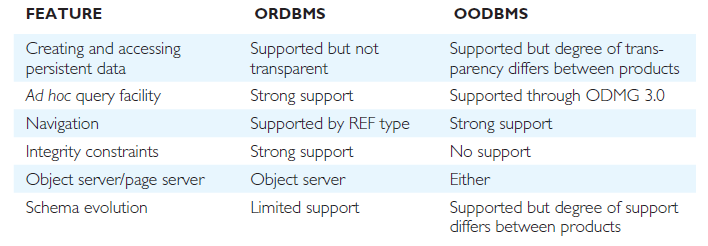 FEATURE ORDBMS OODBMS
Creating and accessing Supported but not Supported but degree of trans-
persistent data transparent parency differs between products
Ad hoc query facility Strong support Supported through ODMG 3.0
Navigation Supported by REF type Strong support
Integrity constraints Strong support No support
Object server/page server Object server Either
Schema evolution Limited support Supported but degree of support
differs between products